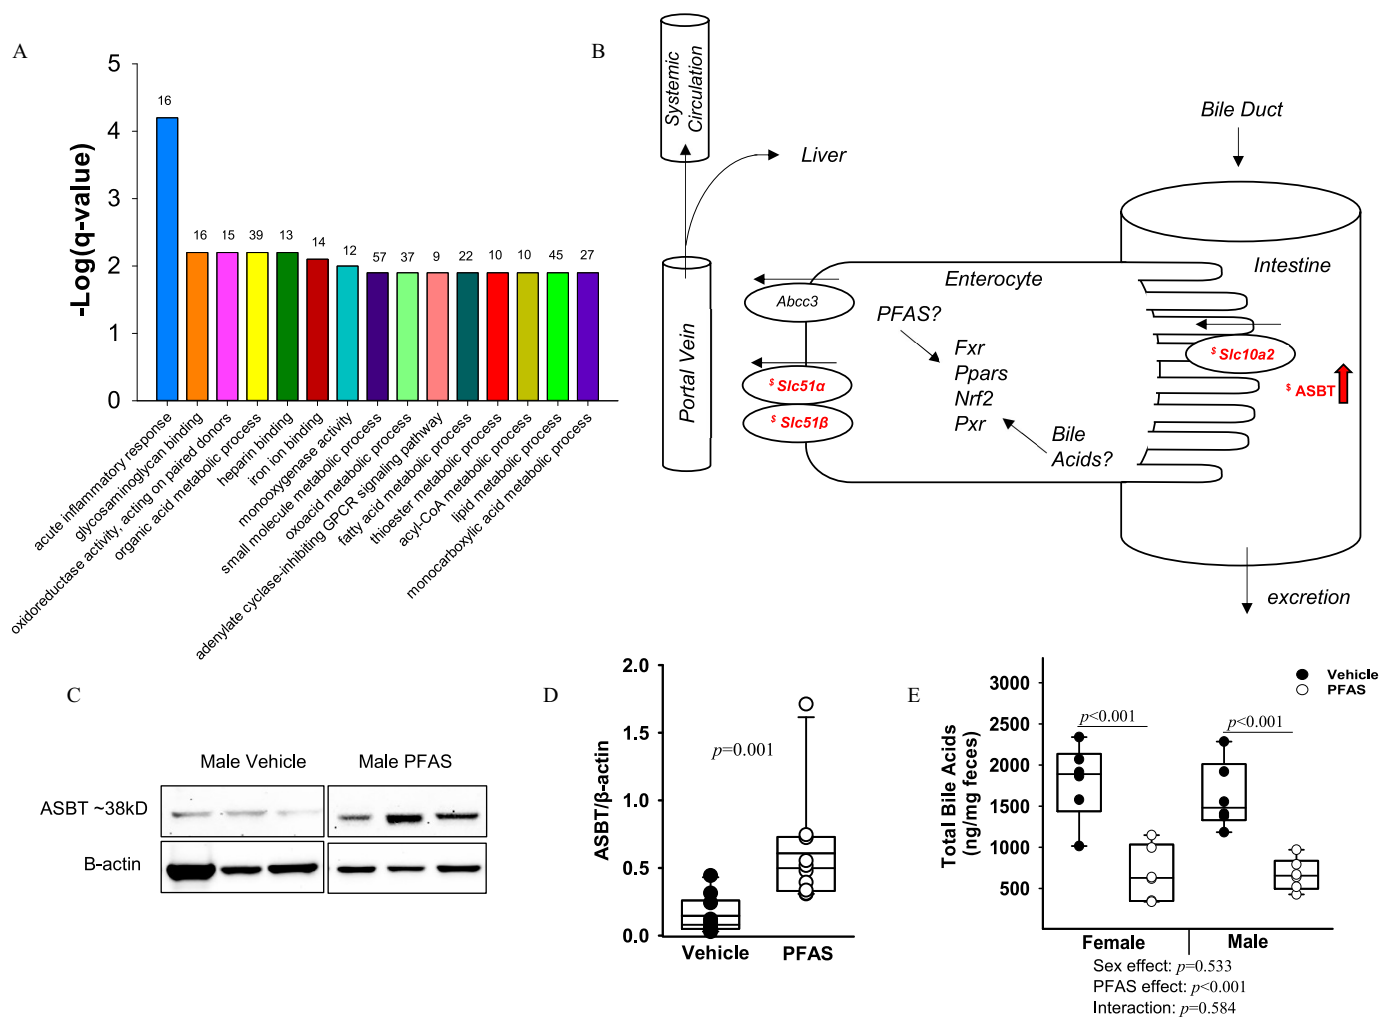 A
-Log(q-value)
5
4
3
2
1
0
16
16
15
39
13
14
12
57
37
9
22
10
10
45
27
acute inflammatory response
glycosaminoglycan binding
oxidoreductase activity, acting on paired donors
organic acid metabolic process
heparin binding
iron ion binding
monooxygenase activity
small molecule metabolic process
oxoacid metabolic process
adenylate cyclase-inhibiting GPCR signaling pathway
fatty acid metabolic process
thioester metabolic process
acyl-CoA metabolic process
lipid metabolic process
monocarboxylic acid metabolic process
B
Systemic
Circulation
Liver
Portal Vein
Bile Duct
Intestine
Enterocyte
Abcc3
$ Slc51α
$ Slc51β
PFAS?
Fxr
Ppars
Nrf2
Pxr
Bile
Acids?
$ Slc10a2
$ ASBT
excretion
C
Male Vehicle
Male PFAS
ASBT ~38kD
B-actin
D
ASBT/β-actin
2.0
1.5
1.0
0.5
0.0
p=0.001
Vehicle
PFAS
E
Total Bile Acids
(ng/mg feces)
3000
2500
2000
1500
1000
500
Vehicle
PFAS
p<0.001
p<0.001
Female
Male
Sex effect: p=0.533
PFAS effect: p<0.001
Interaction: p=0.584